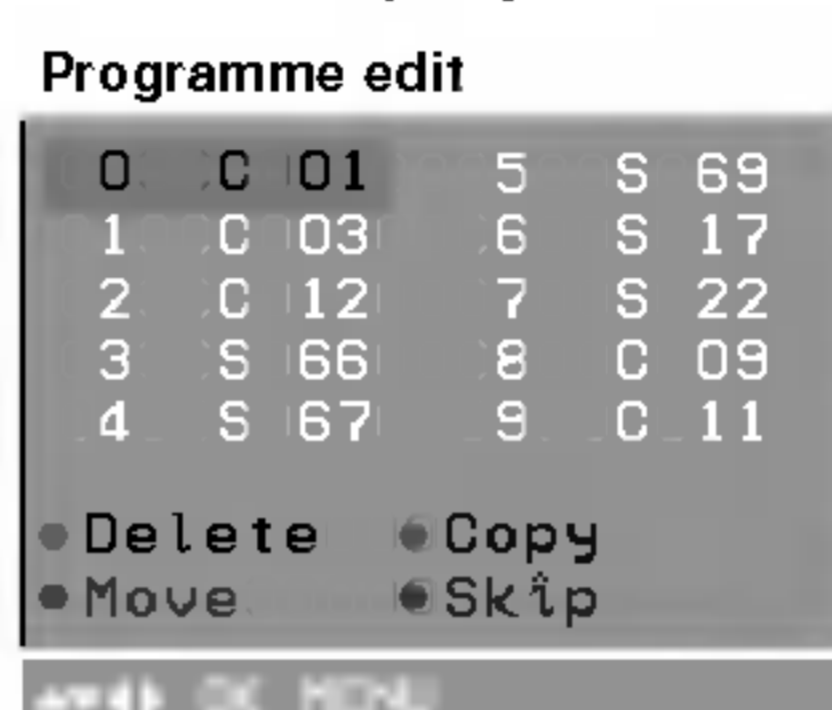 Programme edit
0 C 01 5 S 69
1 C 03 6 S 17
2 C 12 7 S 22
3 S 66 8 C 09
4 S 67 9 C 11
Delete Copy
Move Skip
OK MENU